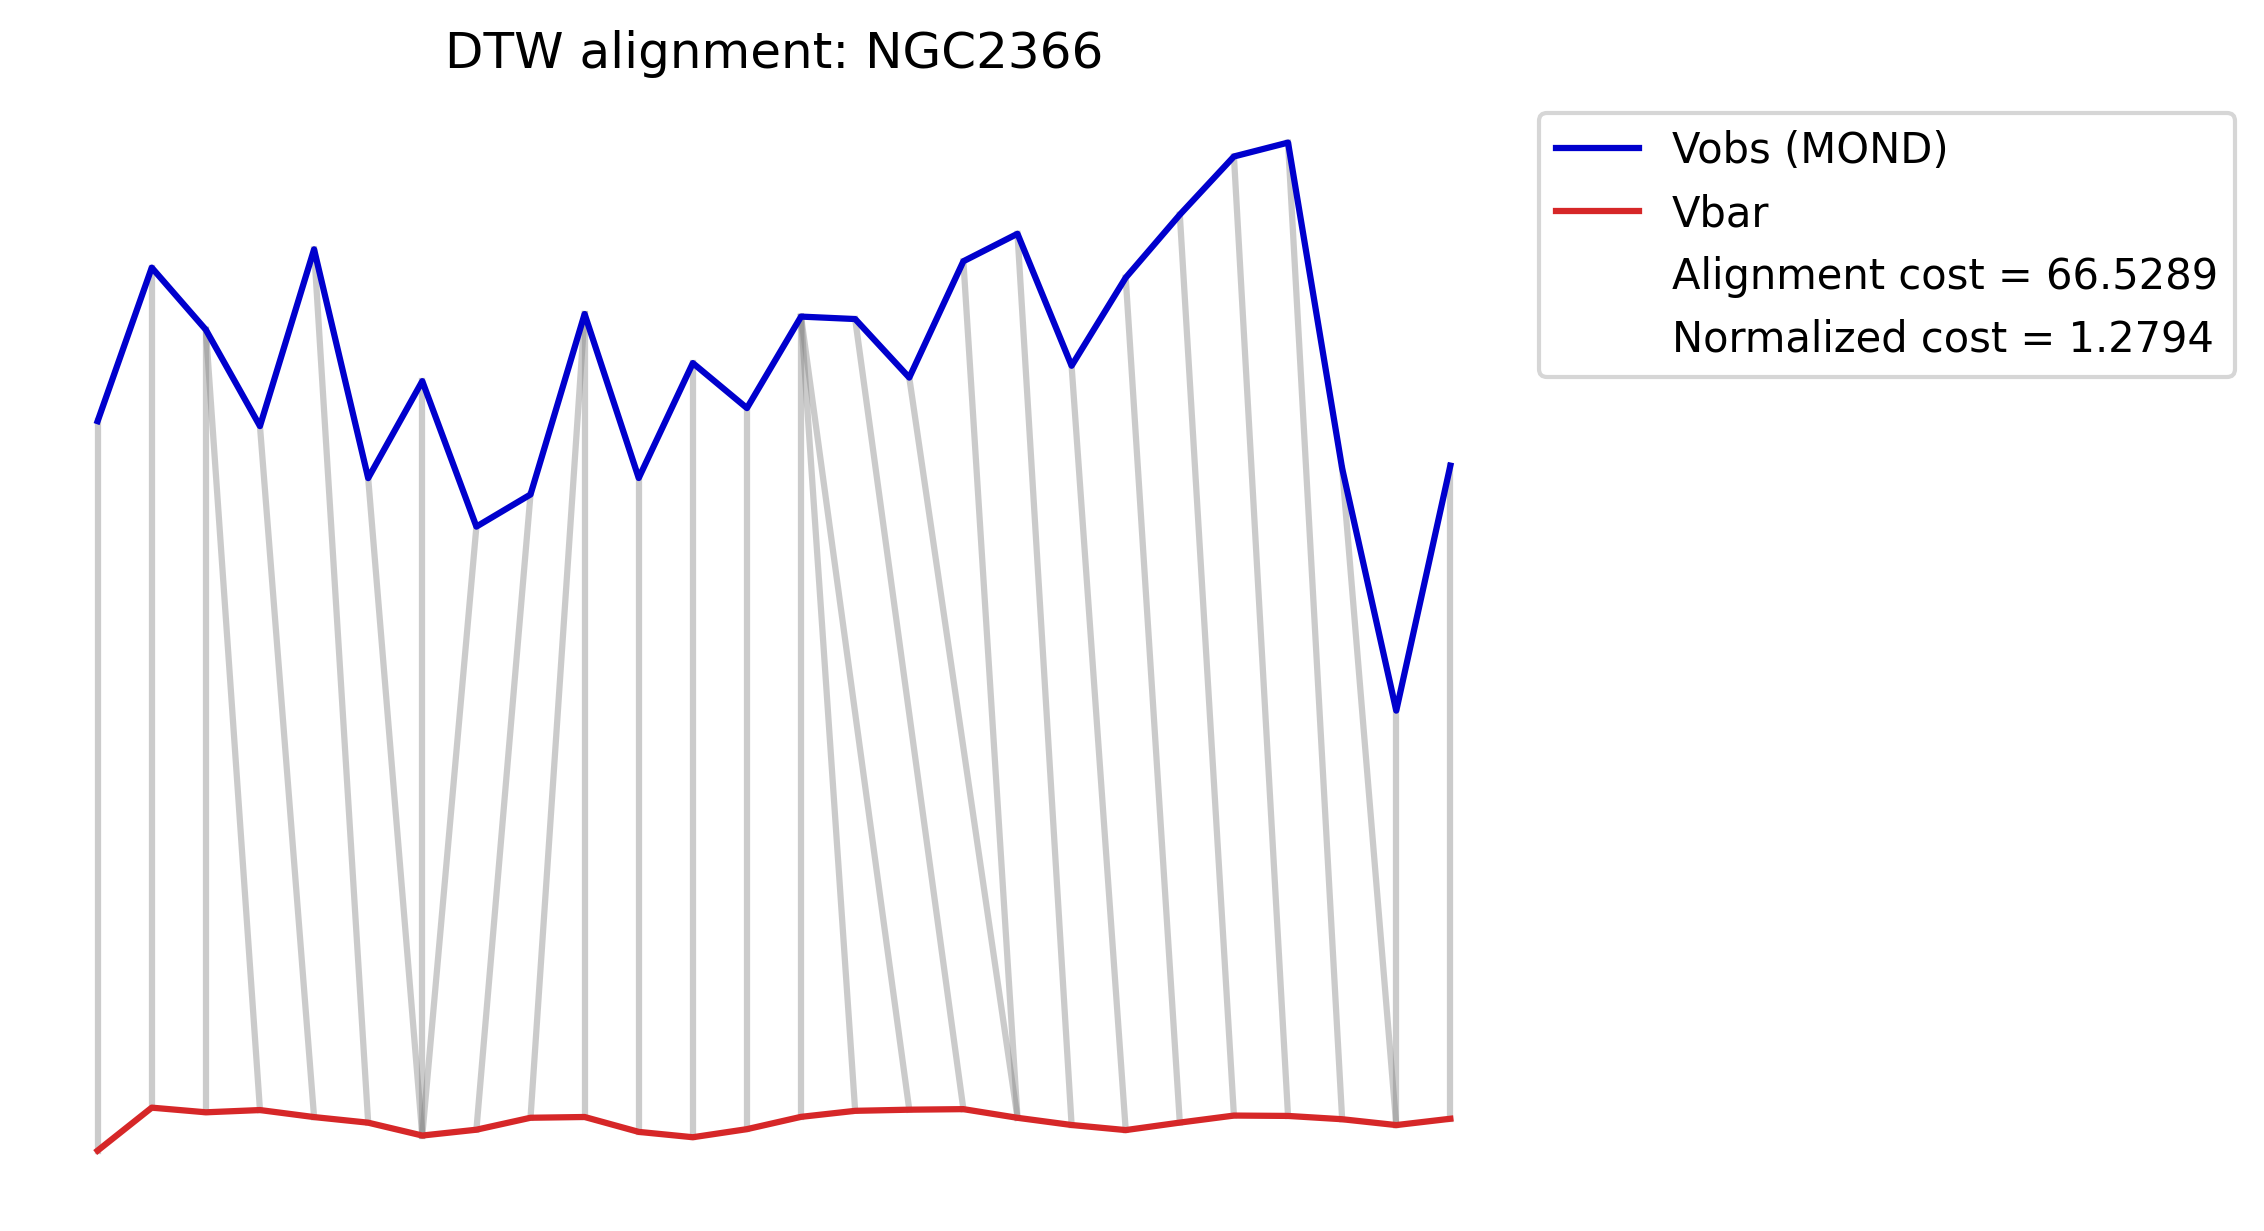 DTW alignment: NGC2366
Vobs (MOND)
Vbar
Alignment cost = 66.5289
Normalized cost = 1.2794